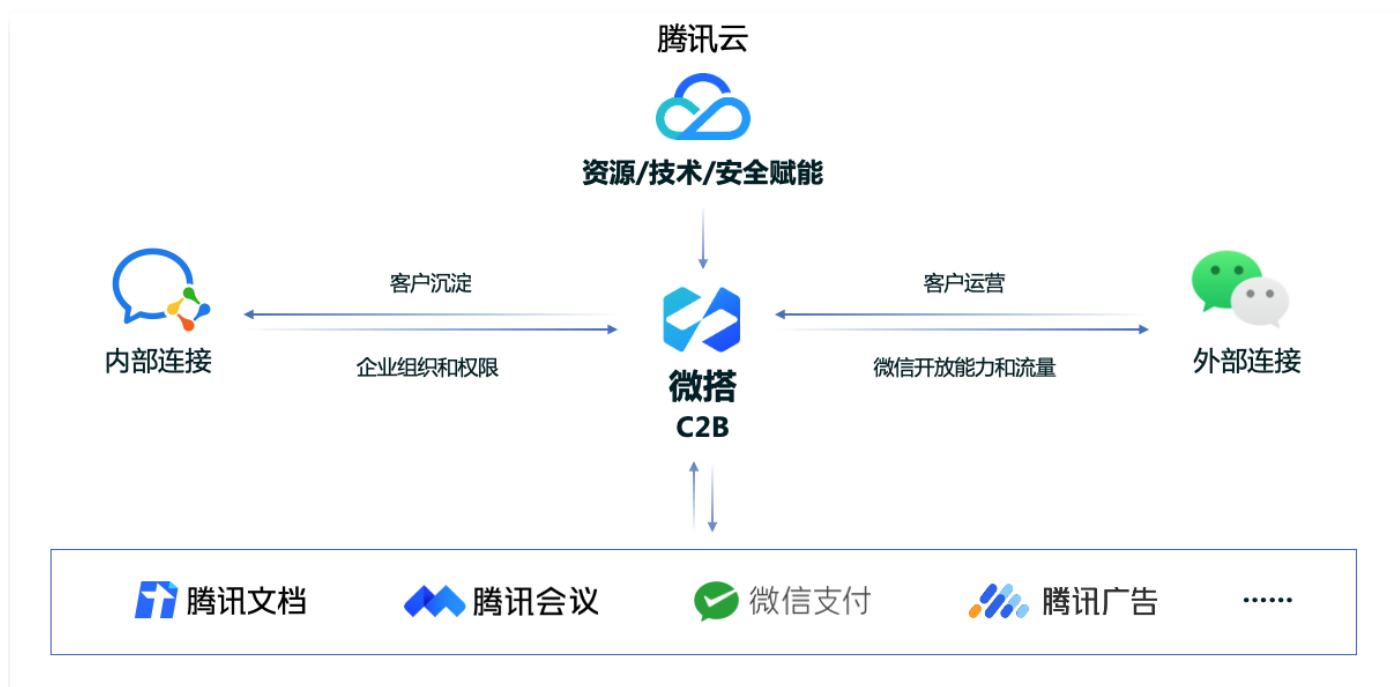 腾讯云
资源/技术/安全赋能
客户沉淀
客户运营
内部连接
企业组织和权限
微搭
C2B
微信开放能力和流量
外部连接
腾讯文档
腾讯会议
微信支付
腾讯广告
……